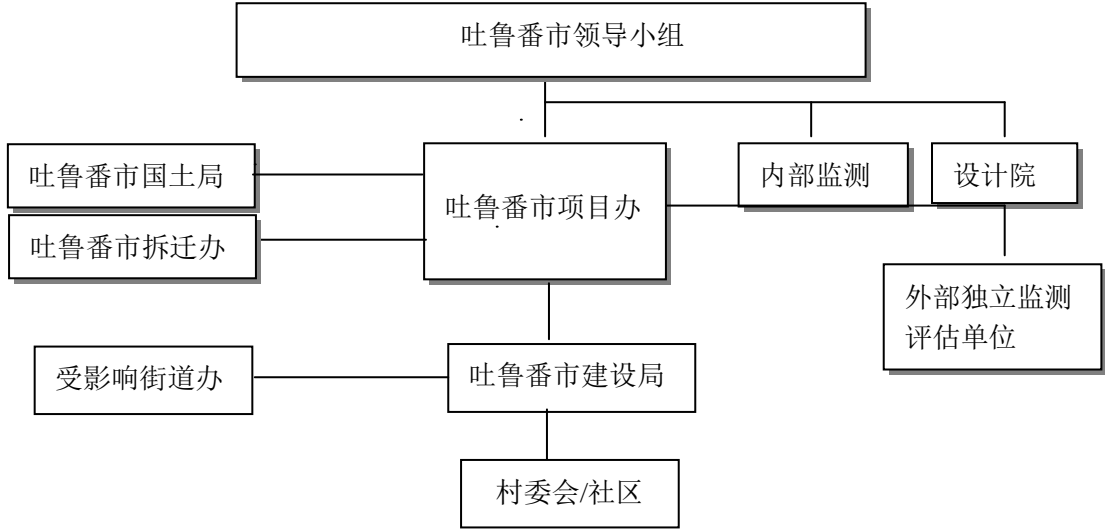 吐鲁番市领导小组
吐鲁番市国土局
吐鲁番市项目办
内部监测
设计院
吐鲁番市拆迁办
外部独立监测
评估单位
受影响街道办
吐鲁番市建设局
村委会/社区